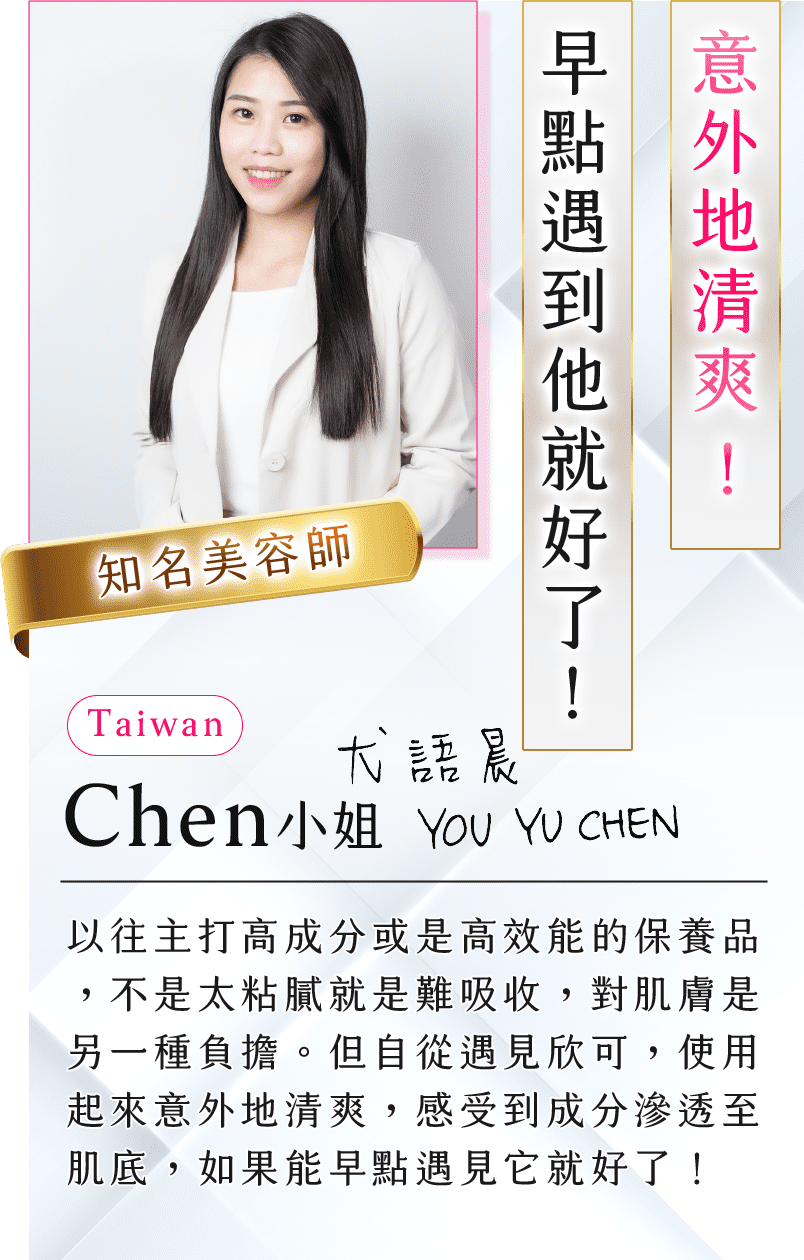 意外地清爽！
早點遇到他就好了！
知名美容師
Taiwan
尤語晨
Chen小姐 YOU YU CHEN
以往主打高成分或是高效能的保養品
，不是太粘膩就是難吸收，對肌膚是
另一種負擔。但自從遇見欣可，使用
起來意外地清爽，感受到成分滲透至
肌底，如果能早點遇見它就好了！